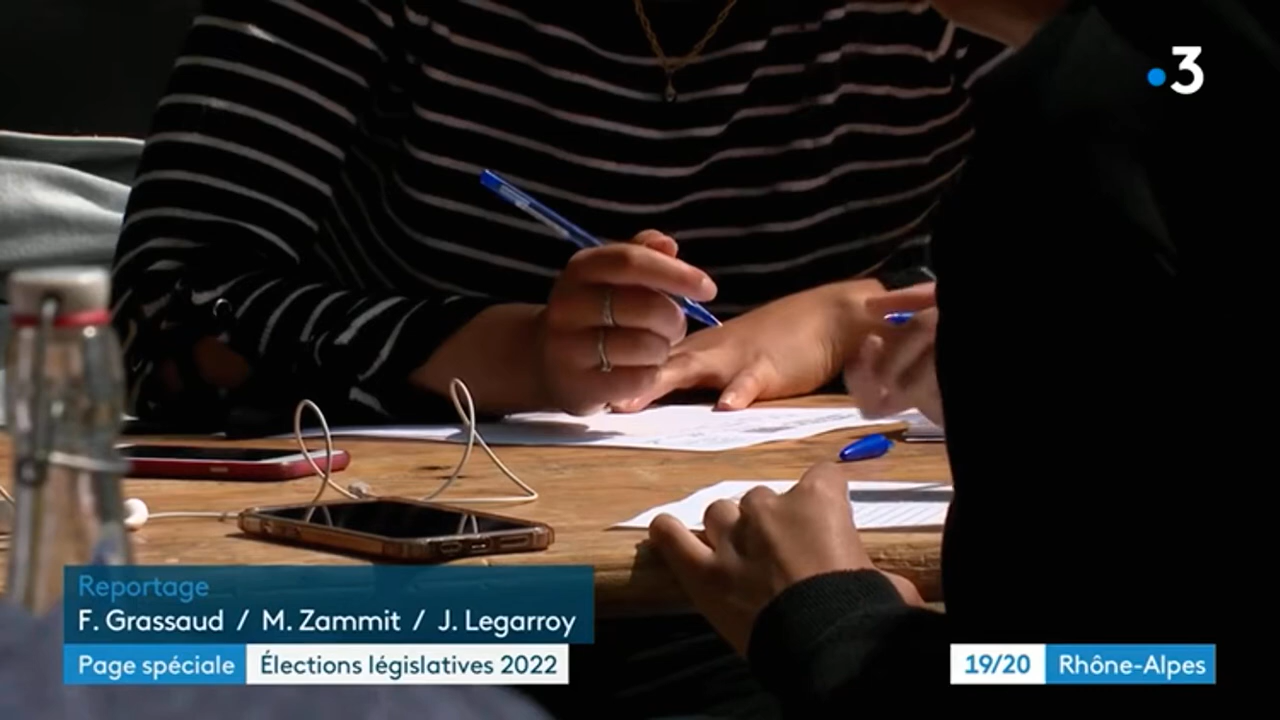 3
Reportage
F. Grassaud / M. Zammit / J. Legarroy
Page spéciale Élections législatives 2022
19/20 Rhône-Alpes